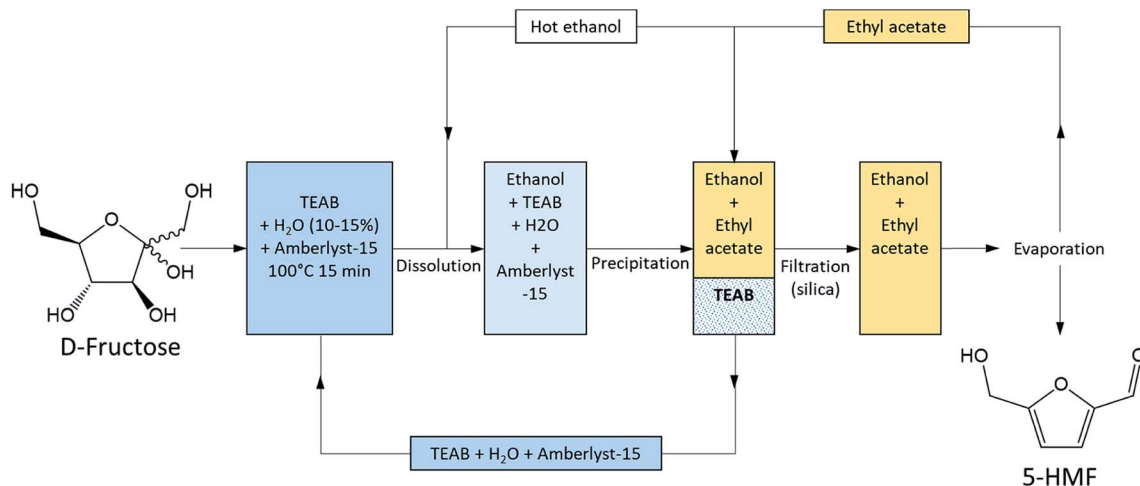 Hot ethanol
Ethyl acetate
HO
OH
O
OH
HO
OH
D-Fructose
TEAB
+ H₂O (10-15%)
+ Amberlyst-15
100°C 15 min
Dissolution
Ethanol
+ TEAB
+ H2O
+
Amberlyst
-15
Precipitation
Ethanol
+
Ethyl
acetate
TEAB
Filtration
(silica)
Ethanol
+
Ethyl
acetate
Evaporation
HO
O
O
5-HMF
TEAB + H₂O + Amberlyst-15